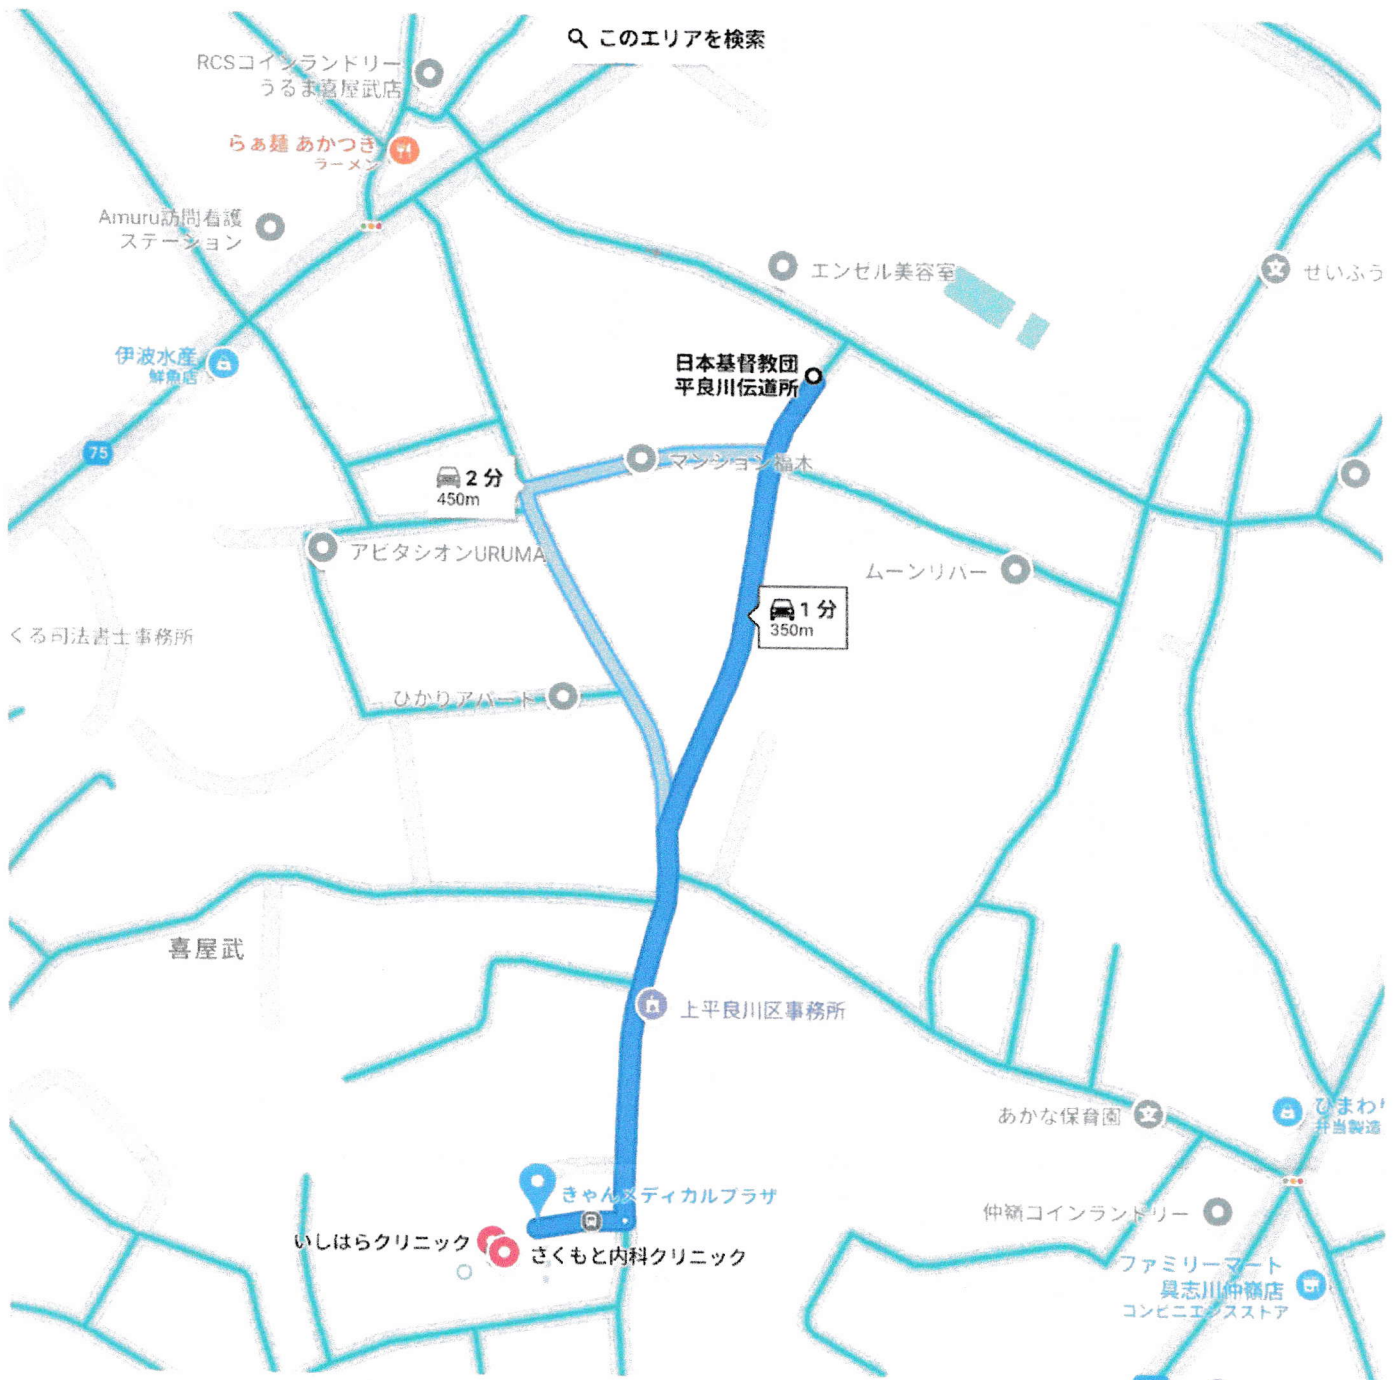 このエリアを検索
RCSコインランドリー
うるま喜屋武店
らぁ麺 あかつき
ラーメン
Amuru訪問看護
ステーション
エンゼル美容室
せいふう
伊波水産
鮮魚店
日本基督教団
平良川伝道所
75
マンション福木
2 分
450m
アビタシオンURUMA
ムーンリバー
1 分
350m
くる司法書士事務所
ひかりアパート
喜屋武
上平良川区事務所
あかな保育園
ひまわり
弁当製造
きゃんメディカルプラザ
仲嶺コインランドリー
いしはらクリニック
さくもと内科クリニック
ファミリーマート
具志川仲嶺店
コンビニエンスストア